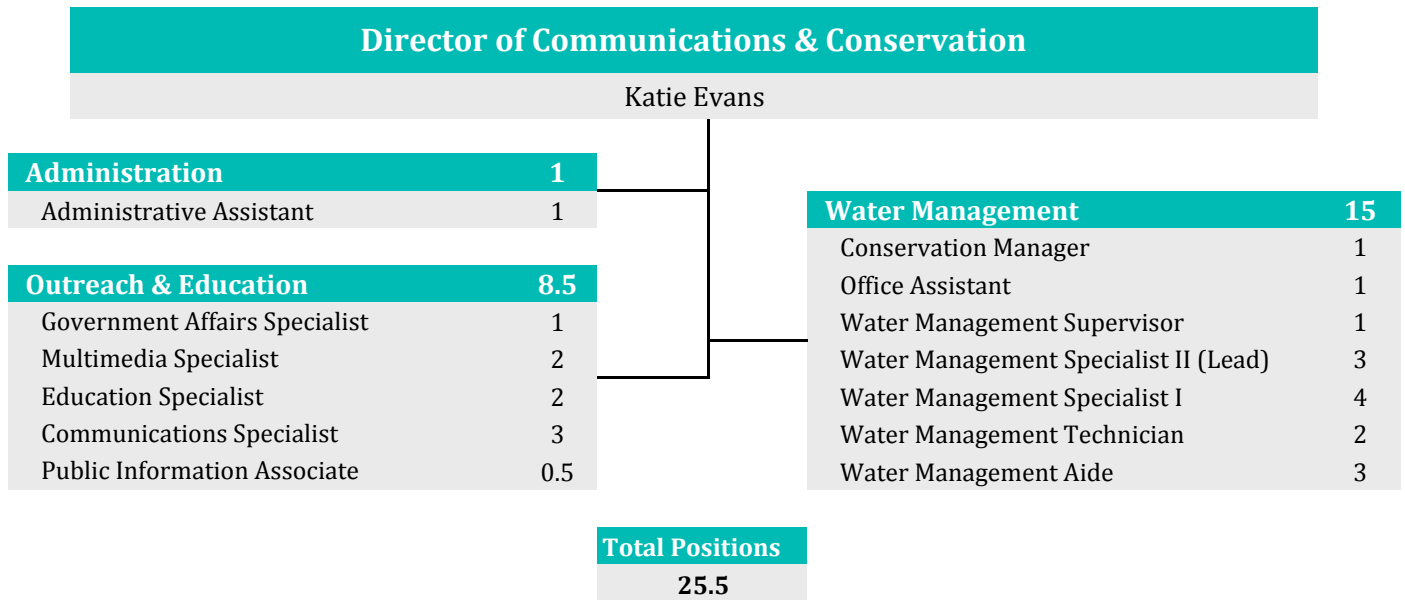 Director of Communications & Conservation
Katie Evans
Administration 1
Administrative Assistant 1
Outreach & Education 8.5
Government Affairs Specialist 1
Multimedia Specialist 2
Education Specialist 2
Communications Specialist 3
Public Information Associate 0.5
Water Management 15
Conservation Manager 1
Office Assistant 1
Water Management Supervisor 1
Water Management Specialist II (Lead) 3
Water Management Specialist I 4
Water Management Technician 2
Water Management Aide 3
Total Positions
25.5